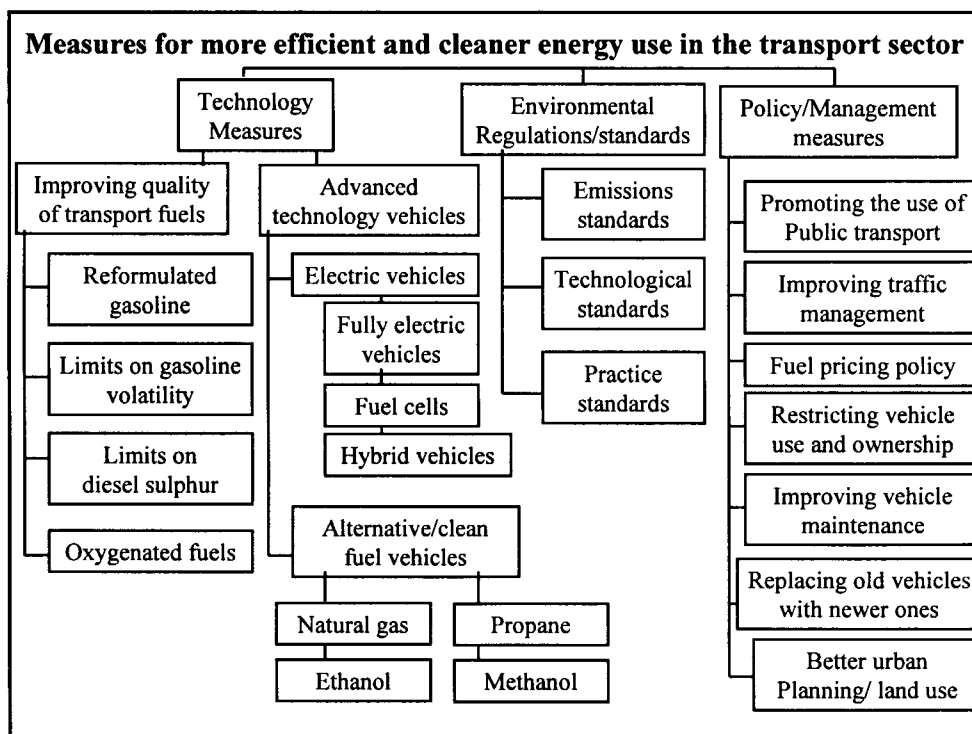 Measures for more efficient and cleaner energy use in the transport sector
Technology
Measures
Improving quality
of transport fuels
Reformulated
gasoline
Limits on gasoline
volatility
Limits on
diesel sulphur
Oxygenated fuels
Advanced
technology vehicles
Electric vehicles
Fully electric
vehicles
Fuel cells
Hybrid vehicles
Alternative/clean
fuel vehicles
Natural gas
Ethanol
Propane
Methanol
Environmental
Regulations/standards
Emissions
standards
Technological
standards
Practice
standards
Policy/Management
measures
Promoting the use of
Public transport
Improving traffic
management
Fuel pricing policy
Restricting vehicle
use and ownership
Improving vehicle
maintenance
Replacing old vehicles
with newer ones
Better urban
Planning/ land use